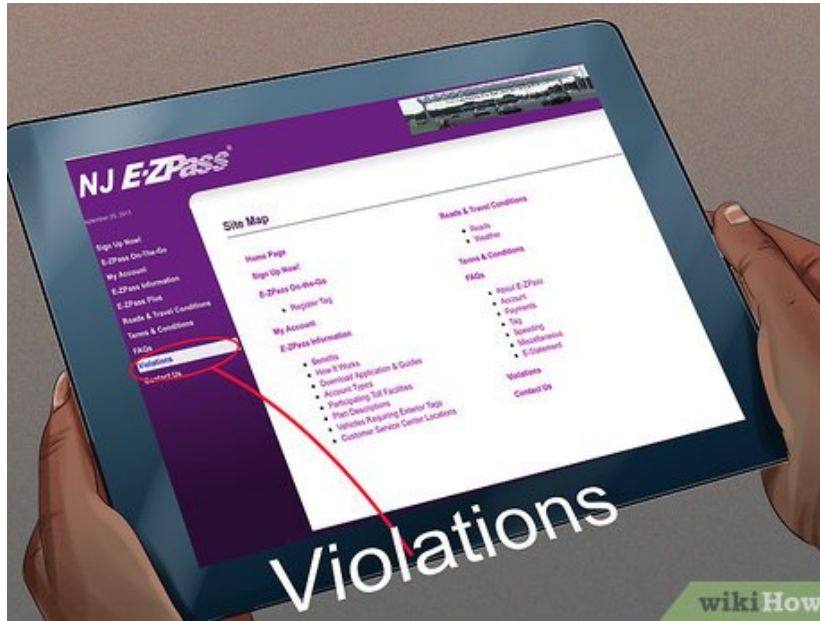 NJ E-ZPass®
September 25, 2013
Sign Up Now!
E-ZPass On-The-Go
My Account
E-ZPass Information
E-ZPass Plus
Roads & Travel Conditions
Terms & Conditions
FAQs
Violations
Contact Us
Site Map
Home Page
Sign Up Now!
E-ZPass On-the-Go
Register Tag
My Account
E-ZPass Information
Benefits
How It Works
Download Application & Guides
Account Types
Participating Toll Facilities
Plan Descriptions
Vehicles Requiring Exterior Tags
Customer Service Center Locations
Roads & Travel Conditions
Roads
Weather
Terms & Conditions
FAQs
About E-ZPass
Account
Payments
Tag
Speeding
Miscellaneous
E-Statement
Violations
Contact Us
Violations
wikiHow